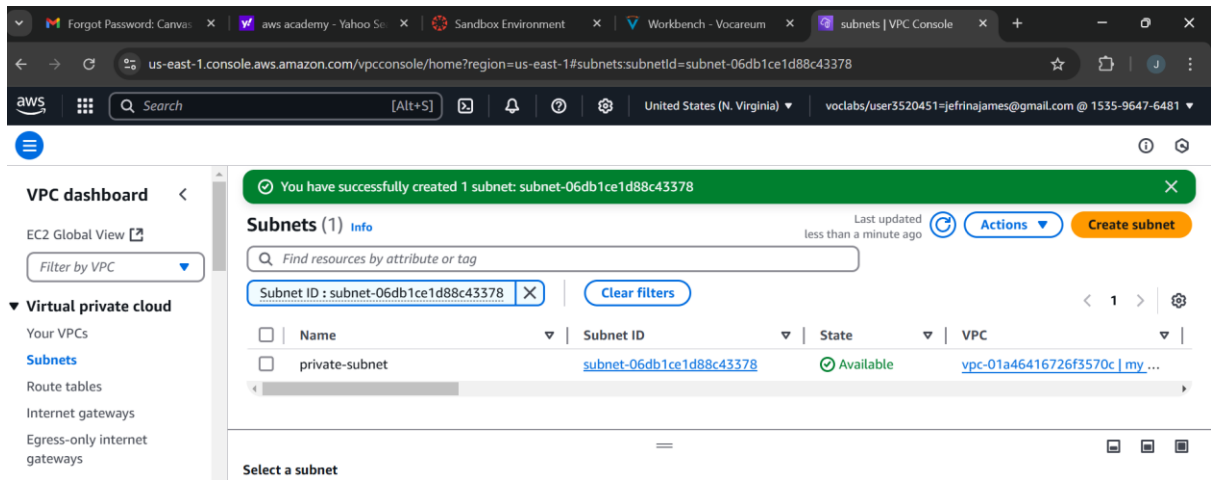 Forgot Password: Canvas
aws academy - Yahoo Se
Sandbox Environment
Workbench - Vocareum
subnets | VPC Console
us-east-1.console.aws.amazon.com/vpcconsole/home?region=us-east-1#subnets:subnetId=subnet-06db1ce1d88c43378
J
aws
Search [Alt+S]
United States (N. Virginia)
voclabs/user3520451=jefrinajames@gmail.com @ 1535-9647-6481
VPC dashboard
EC2 Global View
Filter by VPC
Virtual private cloud
Your VPCs
Subnets
Route tables
Internet gateways
Egress-only internet
gateways
You have successfully created 1 subnet: subnet-06db1ce1d88c43378
Subnets (1) Info
Last updated
less than a minute ago
Actions
Create subnet
Find resources by attribute or tag
Subnet ID : subnet-06db1ce1d88c43378
Clear filters
1
Name Subnet ID State VPC
private-subnet subnet-06db1ce1d88c43378 Available vpc-01a46416726f3570c | my ...
Select a subnet